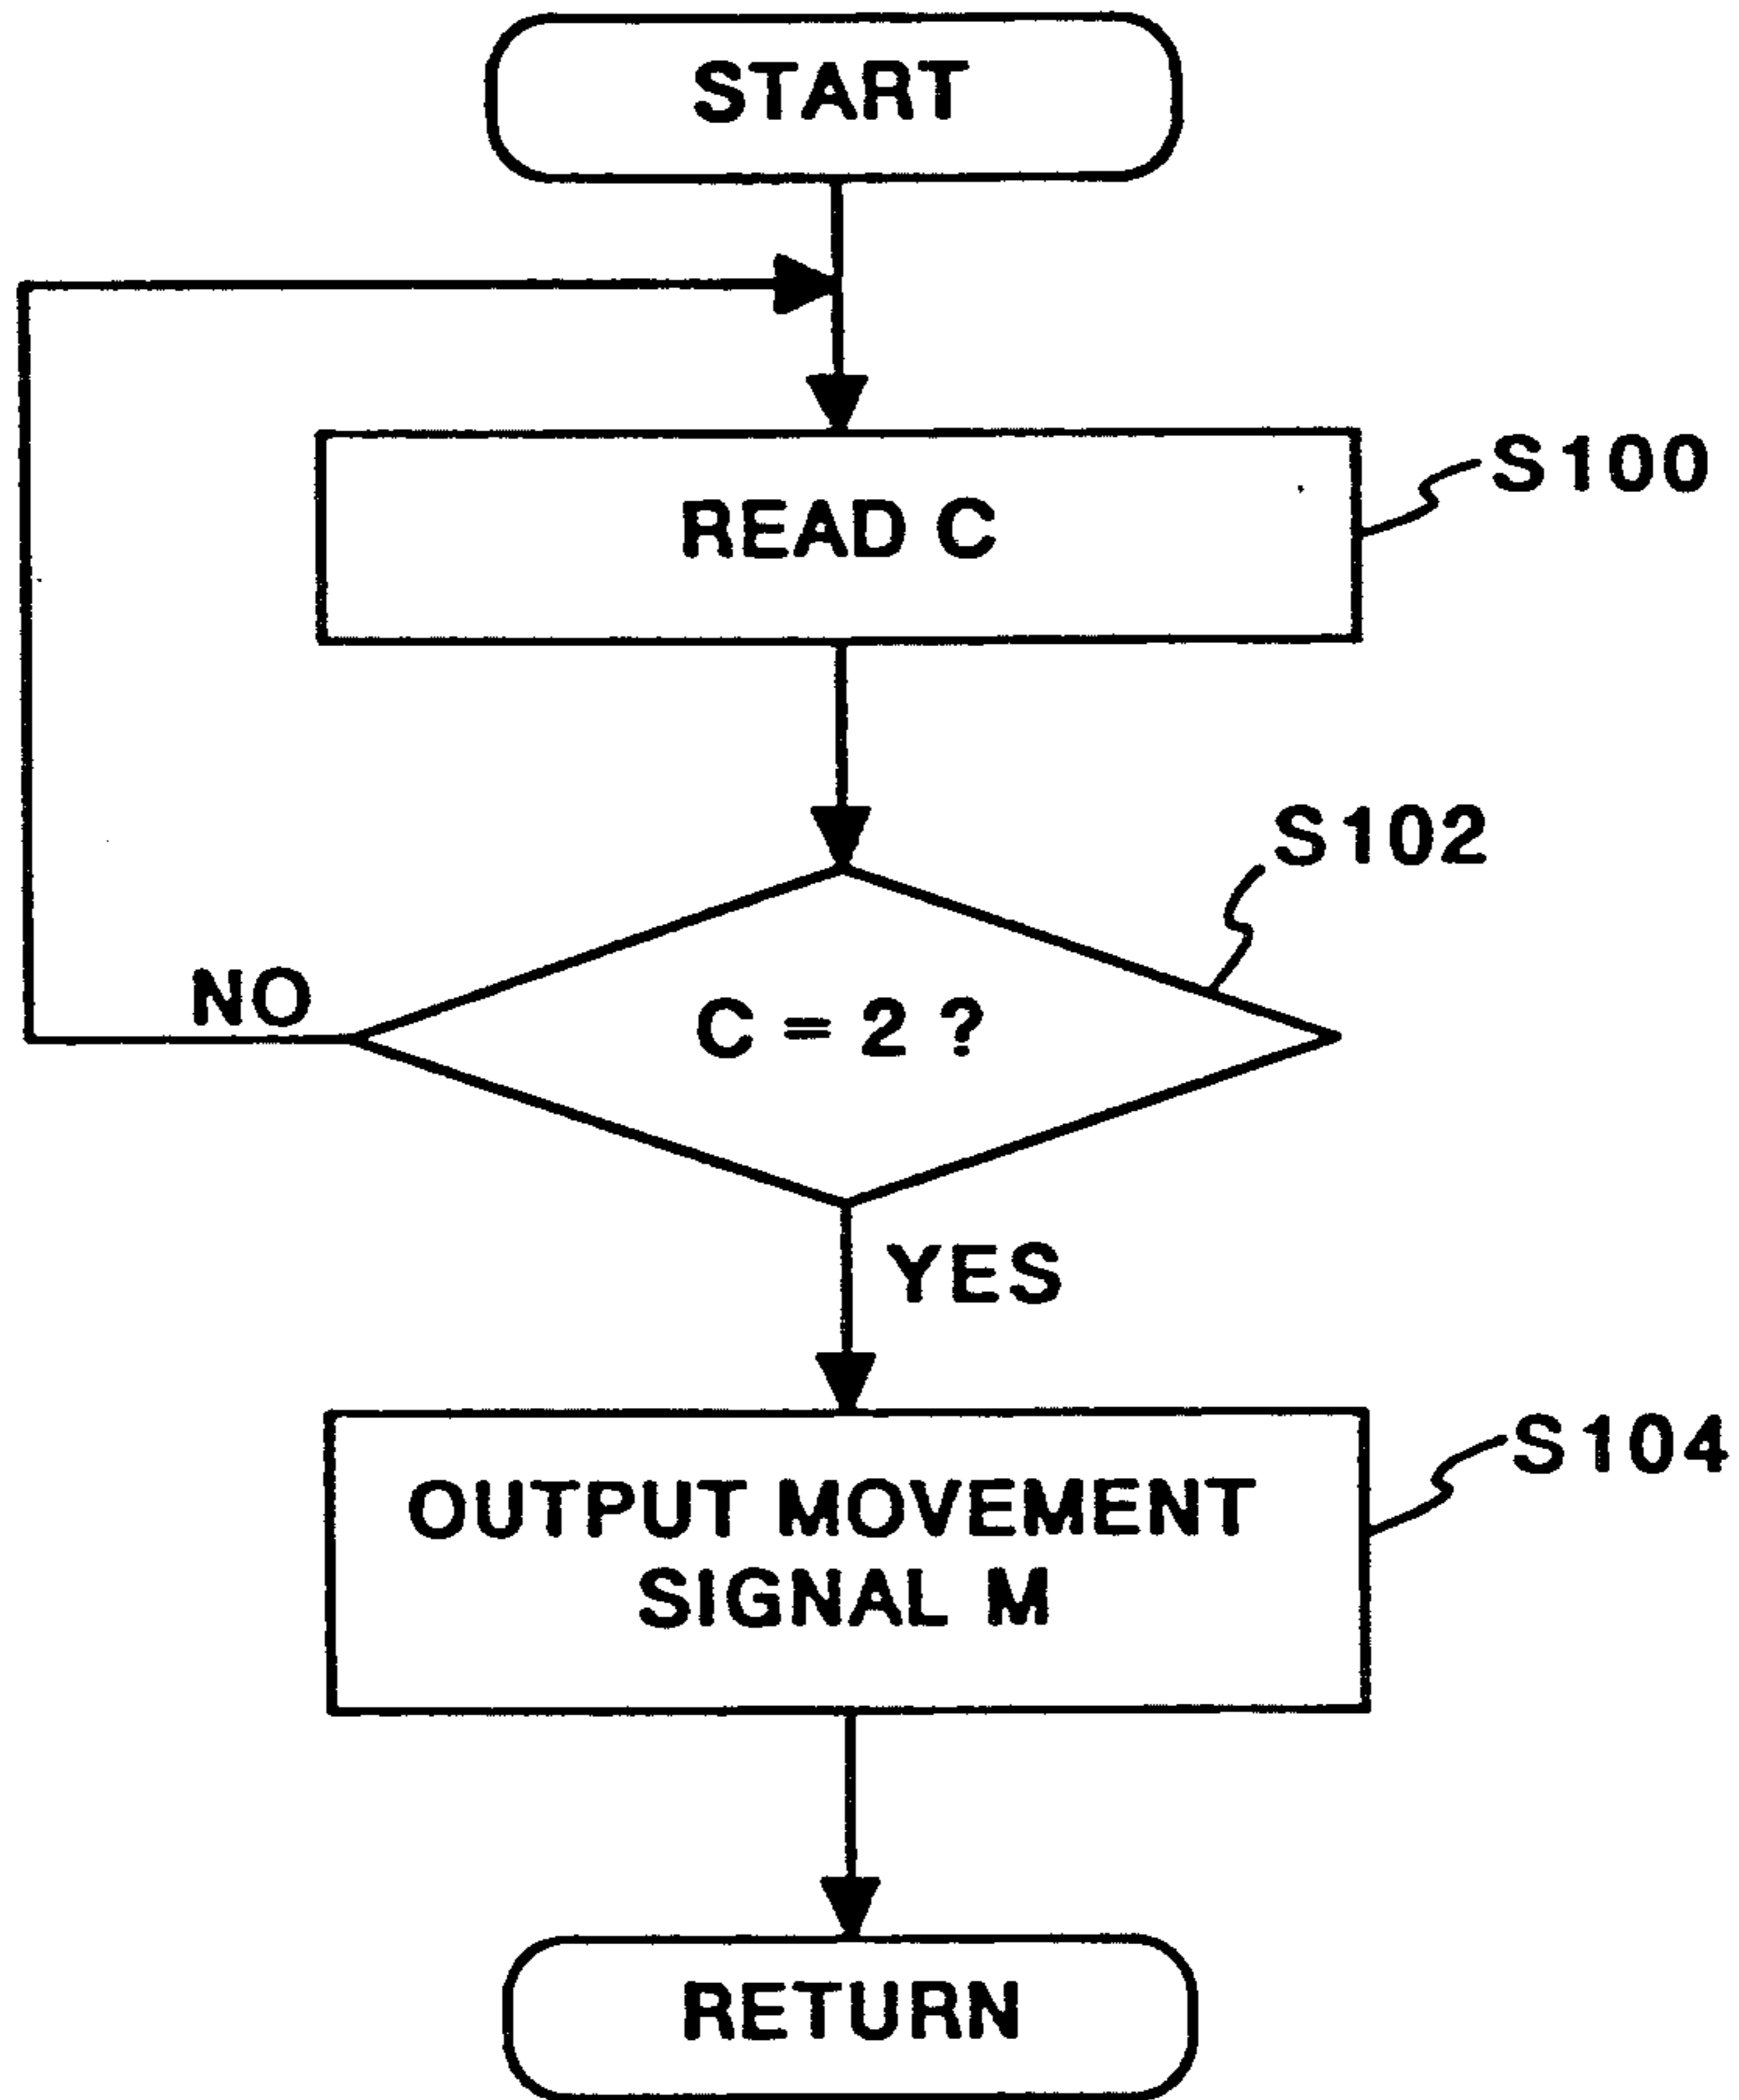 START
READ C
S100
S102
NO
C = 2 ?
YES
OUTPUT MOVEMENT
SIGNAL M
S104
RETURN